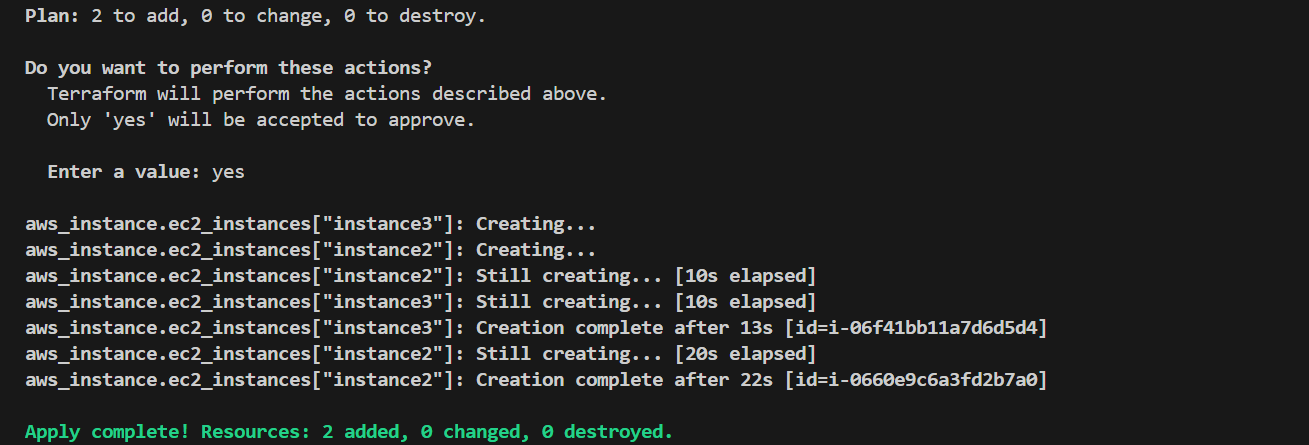 Plan: 2 to add, 0 to change, 0 to destroy.
Do you want to perform these actions?
Terraform will perform the actions described above.
Only 'yes' will be accepted to approve.
Enter a value: yes
aws_instance.ec2_instances["instance3"]: Creating...
aws_instance.ec2_instances["instance2"]: Creating...
aws_instance.ec2_instances["instance2"]: Still creating... [10s elapsed]
aws_instance.ec2_instances["instance3"]: Still creating... [10s elapsed]
aws_instance.ec2_instances["instance3"]: Creation complete after 13s [id=i-06f41bb11a7d6d5d4]
aws_instance.ec2_instances["instance2"]: Still creating... [20s elapsed]
aws_instance.ec2_instances["instance2"]: Creation complete after 22s [id=i-0660e9c6a3fd2b7a0]
Apply complete! Resources: 2 added, 0 changed, 0 destroyed.